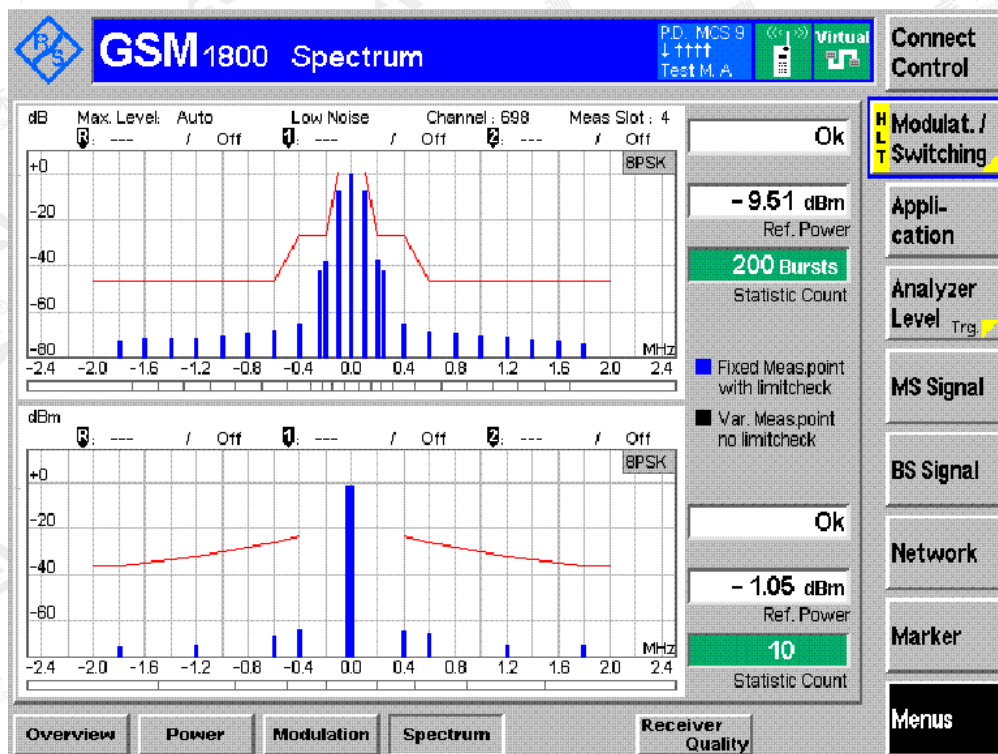 R/S
GSM 1800 Spectrum
P.D. MCS 9
↓ ↑↑↑↑
Test M. A
Virtual
Connect Control
dB Max. Level: Auto Low Noise Channel : 698 Meas Slot : 4
R: --- / Off 1: --- / Off 2: --- / Off
8PSK
+0
-20
-40
-60
-80
MHz
-2.4 -2.0 -1.6 -1.2 -0.8 -0.4 0.0 0.4 0.8 1.2 1.6 2.0 2.4
Ok
- 9.51 dBm
Ref. Power
200 Bursts
Statistic Count
Fixed Meas.point
with limitcheck
Var. Meas.point
no limitcheck
dBm
R: --- / Off 1: --- / Off 2: --- / Off
8PSK
+0
-20
-40
-60
MHz
-2.4 -2.0 -1.6 -1.2 -0.8 -0.4 0.0 0.4 0.8 1.2 1.6 2.0 2.4
Ok
- 1.05 dBm
Ref. Power
10
Statistic Count
H L T
Modulat. /
Switching
Appli-
cation
Analyzer
Level Trg.
MS Signal
BS Signal
Network
Marker
Menus
Overview
Power
Modulation
Spectrum
Receiver
Quality